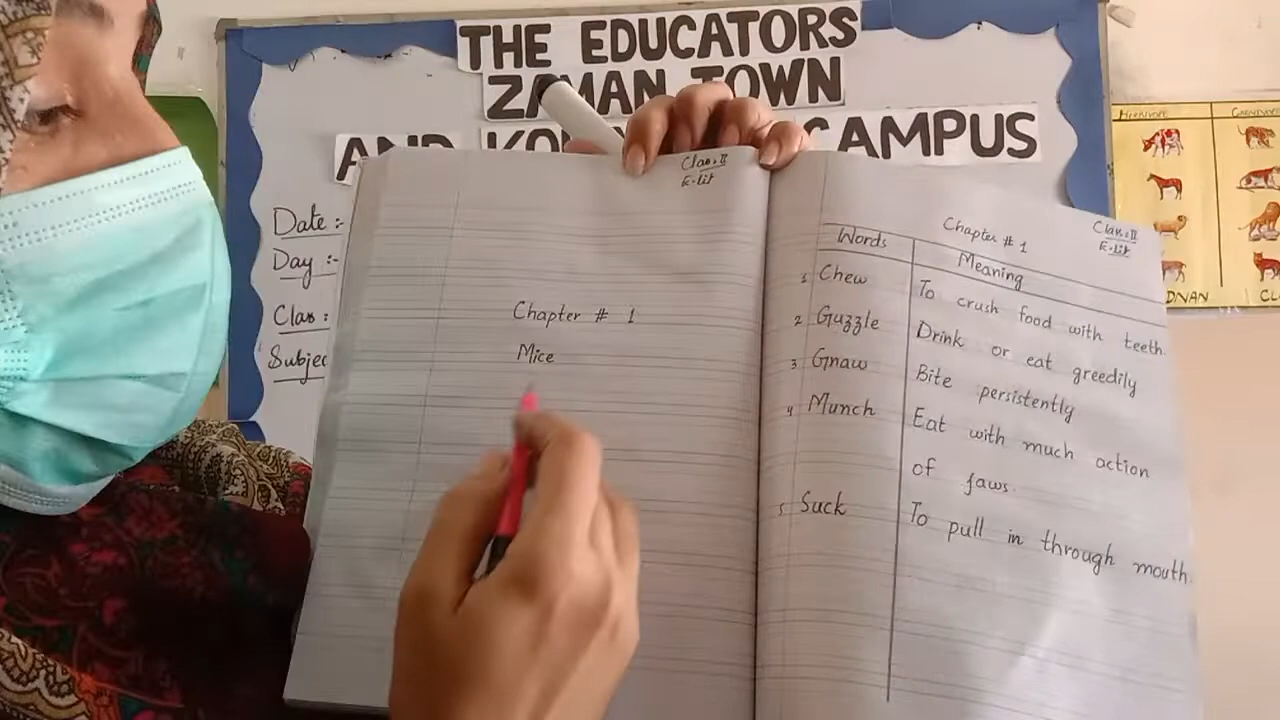 THE EDUCATORS
ZAMAN TOWN
CAMPUS
Date :-
Day :-
Class :
Class II
E-lit
Chapter # 1
Mice
Chapter # 1
Class II
E-lit
Words Meaning
1 Chew To crush food with teeth.
2 Guzzle Drink or eat greedily
3 Gnaw Bite persistently
4 Munch Eat with much action
of jaws.
5 Suck To pull in through mouth.
HERBIVORE